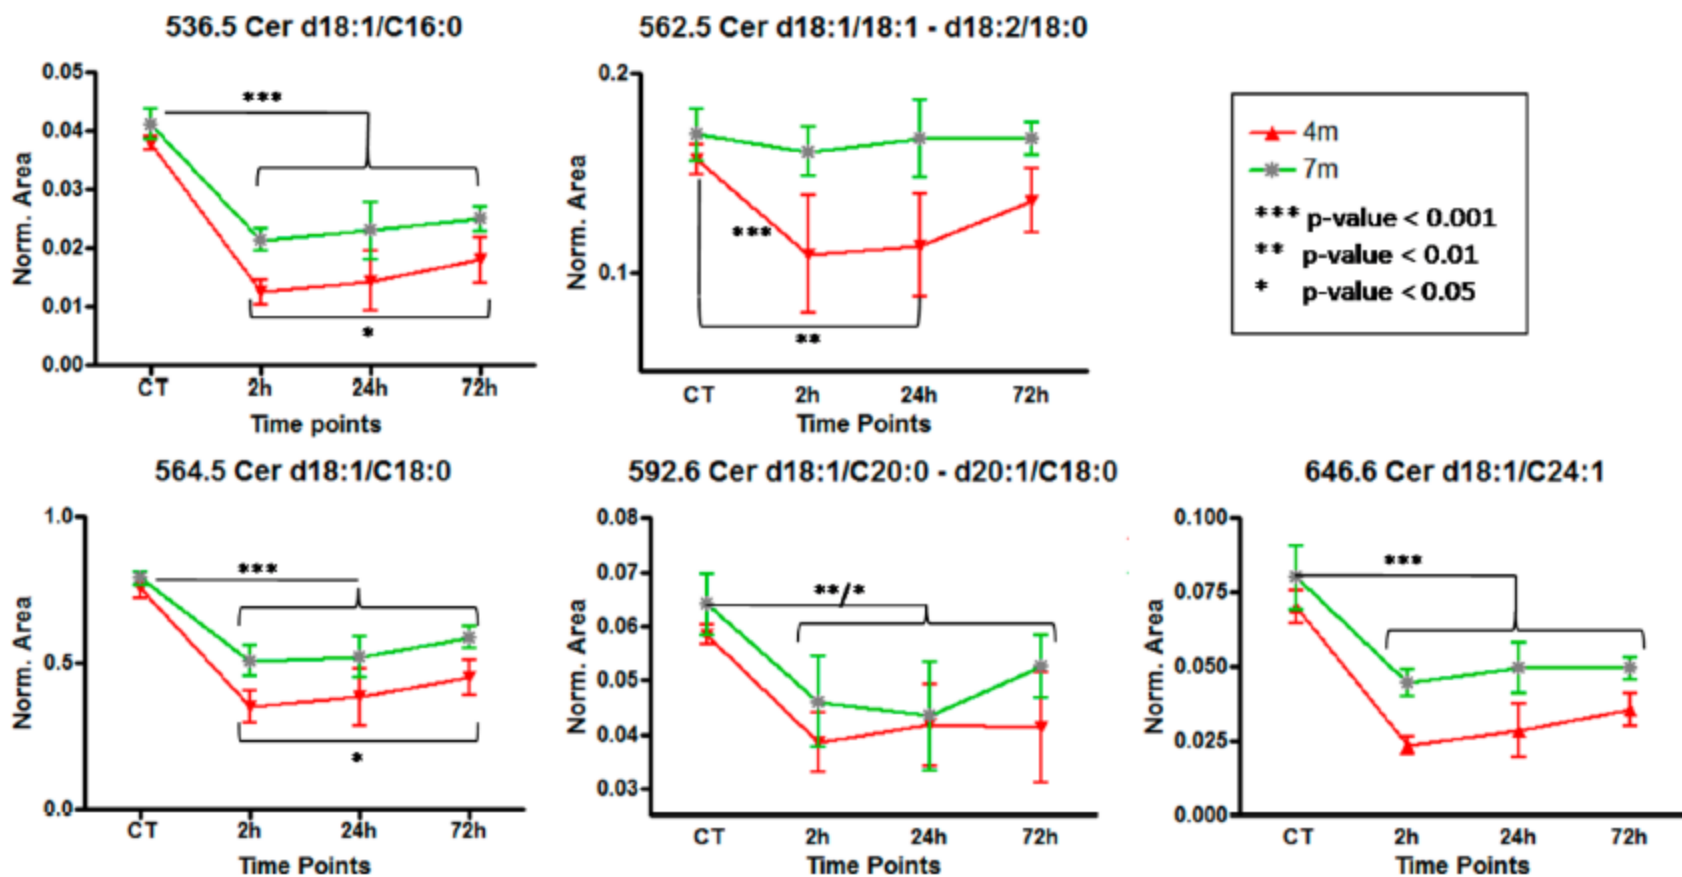 536.5 Cer d18:1/C16:0
Norm. Area
0.05
0.04
0.03
0.02
0.01
0.00
***
*
CT 2h 24h 72h
Time points
562.5 Cer d18:1/18:1 - d18:2/18:0
Norm. Area
0.2
0.1
***
**
CT 2h 24h 72h
Time Points
4m
7m
*** p-value < 0.001
** p-value < 0.01
* p-value < 0.05
564.5 Cer d18:1/C18:0
Norm. Area
1.0
0.5
0.0
***
*
CT 2h 24h 72h
Time Points
592.6 Cer d18:1/C20:0 - d20:1/C18:0
Norm. Area
0.08
0.07
0.06
0.05
0.04
0.03
**/*
CT 2h 24h 72h
Time Points
646.6 Cer d18:1/C24:1
Norm. Area
0.100
0.075
0.050
0.025
0.000
***
CT 2h 24h 72h
Time Points